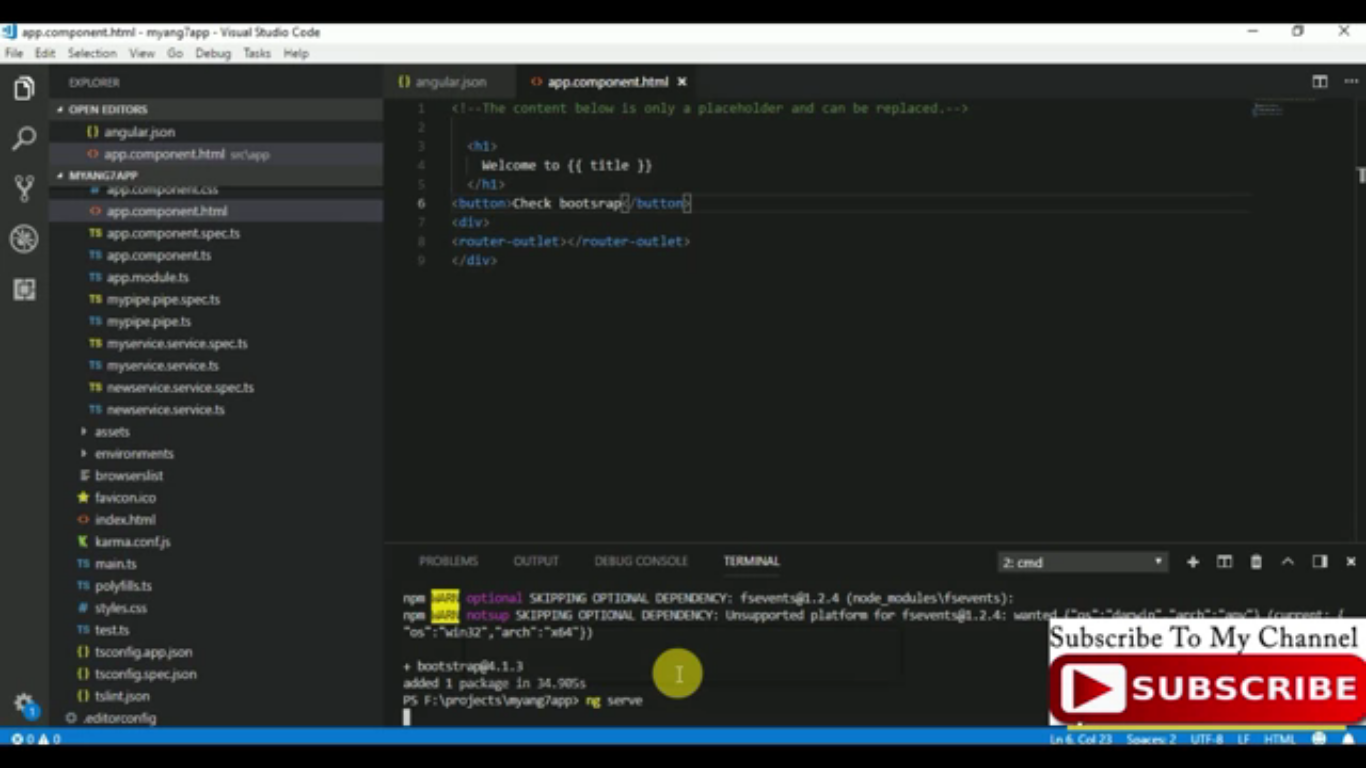 app.component.html - myang7app - Visual Studio Code
File Edit Selection View Go Debug Tasks Help
EXPLORER
OPEN EDITORS
{} angular.json
<> app.component.html src\app
MYANG7APP
# app.component.css
<> app.component.html
TS app.component.spec.ts
TS app.component.ts
TS app.module.ts
TS mypipe.pipe.spec.ts
TS mypipe.pipe.ts
TS myservice.service.spec.ts
TS myservice.service.ts
TS newservice.service.spec.ts
TS newservice.service.ts
assets
environments
browserslist
favicon.ico
<> index.html
karma.conf.js
TS main.ts
TS polyfills.ts
styles.css
TS test.ts
{} tsconfig.app.json
{} tsconfig.spec.json
{} tslint.json
.editorconfig
{} angular.json <> app.component.html ×
1 <!--The content below is only a placeholder and can be replaced.-->
2
3 <h1>
4 Welcome to {{ title }}
5 </h1>
6 <button>Check bootsrap</button>
7 <div>
8 <router-outlet></router-outlet>
9 </div>
PROBLEMS OUTPUT DEBUG CONSOLE TERMINAL 2: cmd
npm WARN optional SKIPPING OPTIONAL DEPENDENCY: fsevents@1.2.4 (node_modules\fsevents):
npm WARN notsup SKIPPING OPTIONAL DEPENDENCY: Unsupported platform for fsevents@1.2.4: wanted {"os":"darwin","arch":"any"} (current: {
"os":"win32","arch":"x64"})
+ bootstrap@4.1.3
added 1 package in 34.905s
PS F:\projects\myang7app> ng serve
Subscribe To My Channel
SUBSCRIBE
1
0 0 Ln 6, Col 23 Spaces: 2 UTF-8 LF HTML